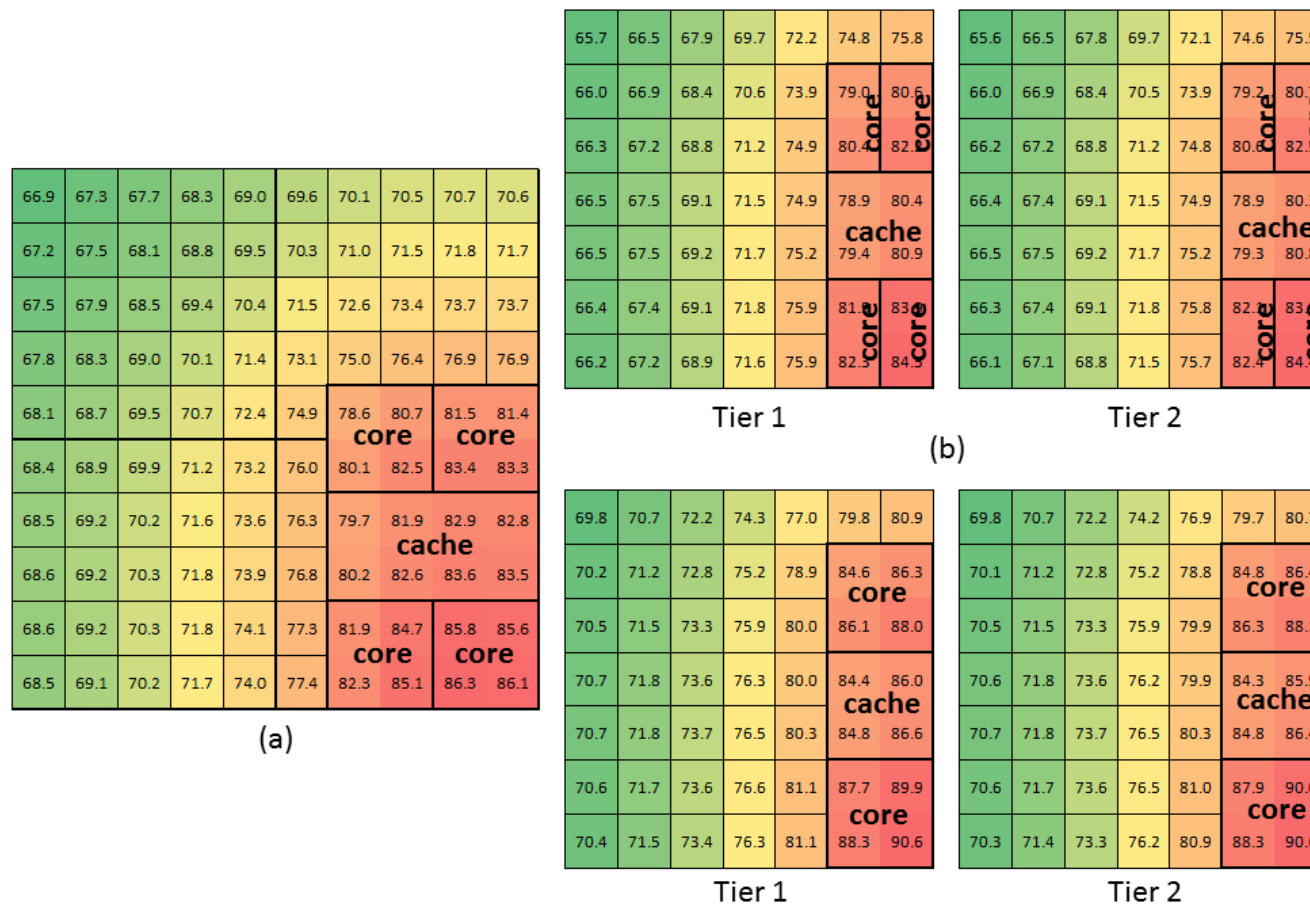 66.9 67.3 67.7 68.3 69.0 69.6 70.1 70.5 70.7 70.6
67.2 67.5 68.1 68.8 69.5 70.3 71.0 71.5 71.8 71.7
67.5 67.9 68.5 69.4 70.4 71.5 72.6 73.4 73.7 73.7
67.8 68.3 69.0 70.1 71.4 73.1 75.0 76.4 76.9 76.9
68.1 68.7 69.5 70.7 72.4 74.9 78.6 80.7 81.5 81.4
core core
68.4 68.9 69.9 71.2 73.2 76.0 80.1 82.5 83.4 83.3
68.5 69.2 70.2 71.6 73.6 76.3 79.7 81.9 82.9 82.8
cache
68.6 69.2 70.3 71.8 73.9 76.8 80.2 82.6 83.6 83.5
68.6 69.2 70.3 71.8 74.1 77.3 81.9 84.7 85.8 85.6
core core
68.5 69.1 70.2 71.7 74.0 77.4 82.3 85.1 86.3 86.1
(a)
65.7 66.5 67.9 69.7 72.2 74.8 75.8
66.0 66.9 68.4 70.6 73.9 79.0 80.6
core core
66.3 67.2 68.8 71.2 74.9 80.4
66.5 67.5 69.1 71.5 74.9 78.9 80.4
cache
66.5 67.5 69.2 71.7 75.2 79.4 80.9
66.4 67.4 69.1 71.8 75.9
core core
66.2 67.2 68.9 71.6 75.9 82.3 84.5
Tier 1
65.6 66.5 67.8 69.7 72.1 74.6
66.0 66.9 68.4 70.5 73.9 79.2
core
66.2 67.2 68.8 71.2 74.8 80.6
66.4 67.4 69.1 71.5 74.9 78.9
cache
66.5 67.5 69.2 71.7 75.2 79.3
66.3 67.4 69.1 71.8 75.8
core
66.1 67.1 68.8 71.5 75.7 82.4
Tier 2
(b)
69.8 70.7 72.2 74.3 77.0 79.8 80.9
70.2 71.2 72.8 75.2 78.9 84.6 86.3
core
70.5 71.5 73.3 75.9 80.0 86.1 88.0
70.7 71.8 73.6 76.3 80.0 84.4 86.0
cache
70.7 71.8 73.7 76.5 80.3 84.8 86.6
70.6 71.7 73.6 76.6 81.1 87.7 89.9
core
70.4 71.5 73.4 76.3 81.1 88.3 90.6
Tier 1
69.8 70.7 72.2 74.2 76.9 79.7
70.1 71.2 72.8 75.2 78.8 84.8
core
70.5 71.5 73.3 75.9 79.9 86.3
70.6 71.8 73.6 76.2 79.9 84.3
cache
70.7 71.8 73.7 76.5 80.3 84.8
70.6 71.7 73.6 76.5 81.0 87.9
core
70.3 71.4 73.3 76.2 80.9 88.3
Tier 2